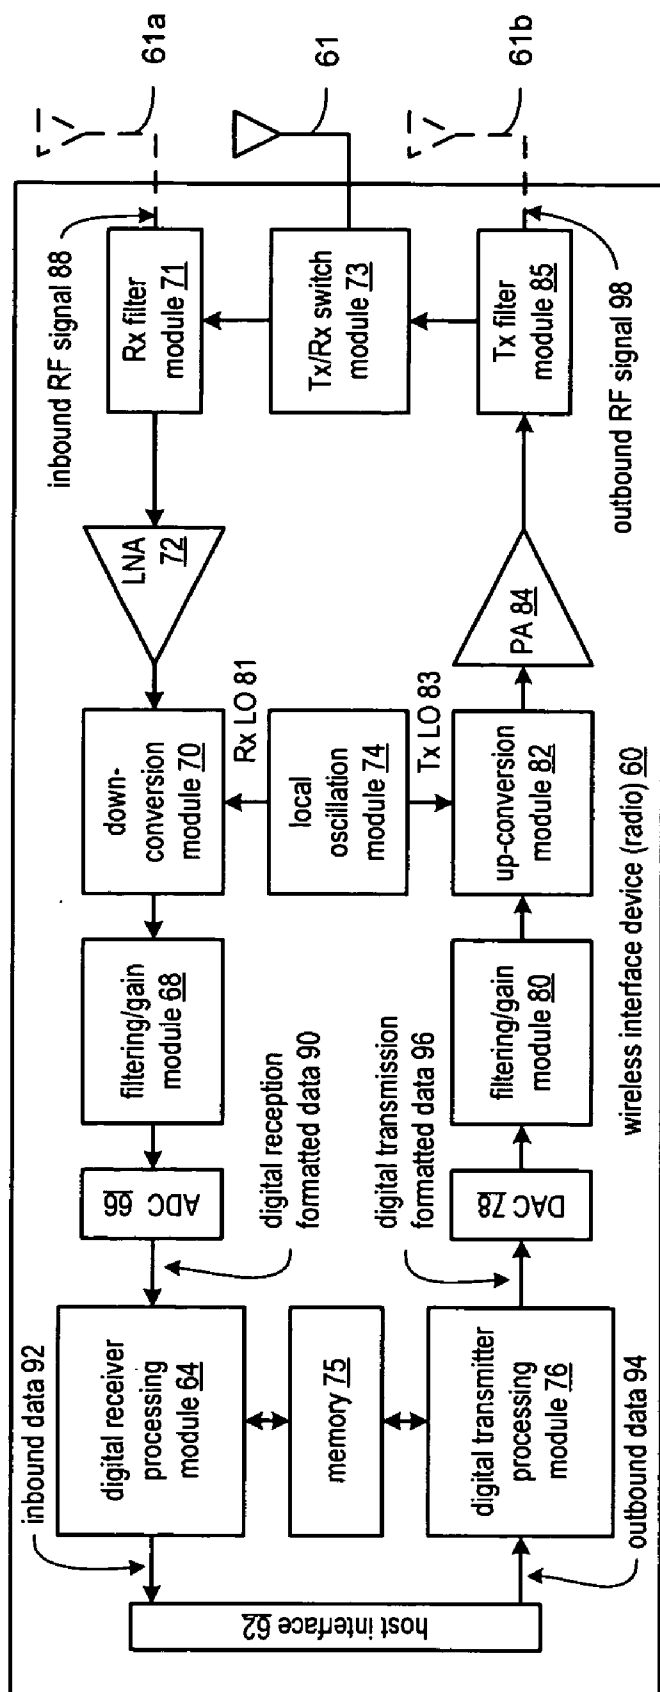 61a
61
61b
inbound RF signal 88
Rx filter
module 71
Tx/Rx switch
module 73
Tx filter
module 85
outbound RF signal 98
LNA
72
PA 84
down-
conversion
module 70
Rx LO 81
local
oscillation
module 74
Tx LO 83
up-conversion
module 82
filtering/gain
module 68
filtering/gain
module 80
wireless interface device (radio) 60
ADC 66
digital reception
formatted data 90
digital transmission
formatted data 96
DAC 78
inbound data 92
digital receiver
processing
module 64
memory 75
digital transmitter
processing
module 76
outbound data 94
host interface 62